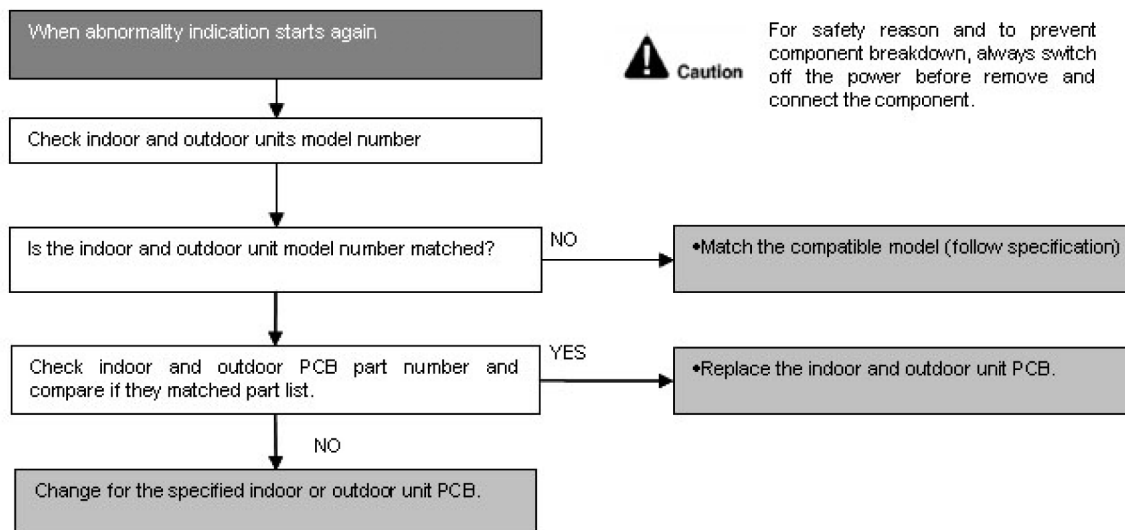 When abnormality indication starts again
Caution
For safety reason and to prevent
component breakdown, always switch
off the power before remove and
connect the component.
Check indoor and outdoor units model number
Is the indoor and outdoor unit model number matched?
NO
•Match the compatible model (follow specification)
Check indoor and outdoor PCB part number and
compare if they matched part list.
YES
•Replace the indoor and outdoor unit PCB.
NO
Change for the specified indoor or outdoor unit PCB.